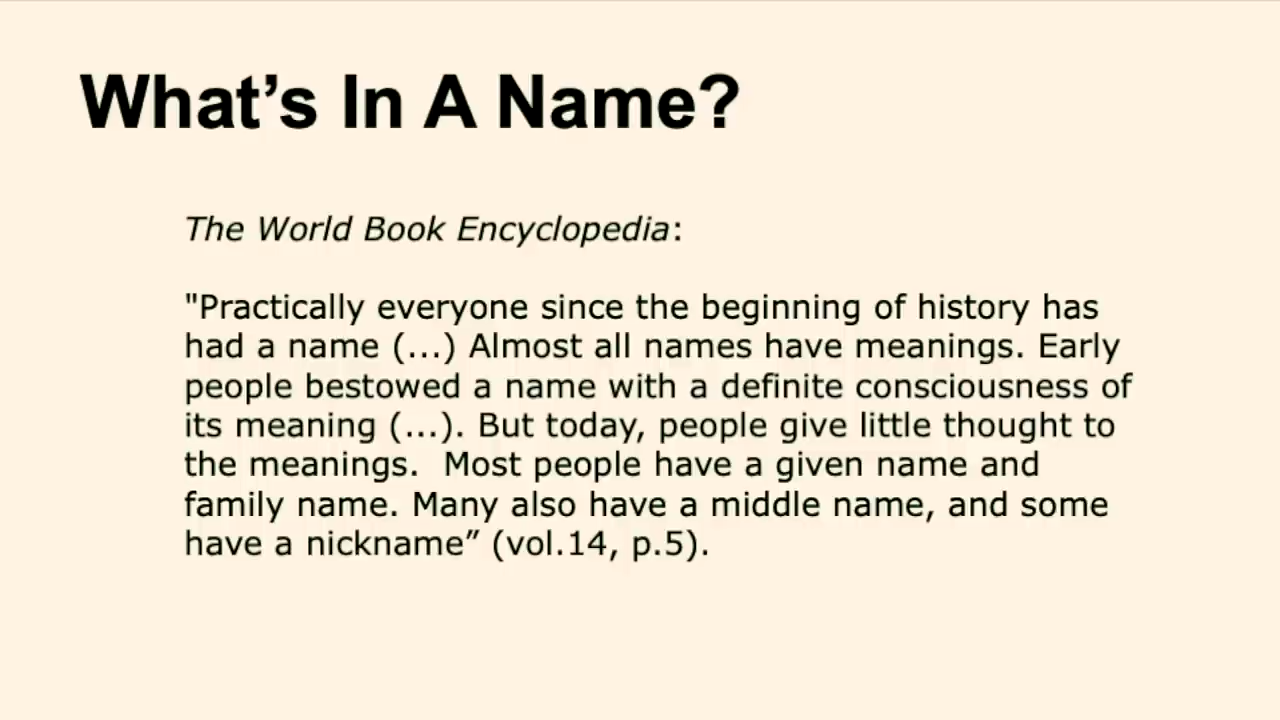 What’s In A Name?
The World Book Encyclopedia:
"Practically everyone since the beginning of history has
had a name (...) Almost all names have meanings. Early
people bestowed a name with a definite consciousness of
its meaning (...). But today, people give little thought to
the meanings.  Most people have a given name and
family name. Many also have a middle name, and some
have a nickname” (vol.14, p.5).